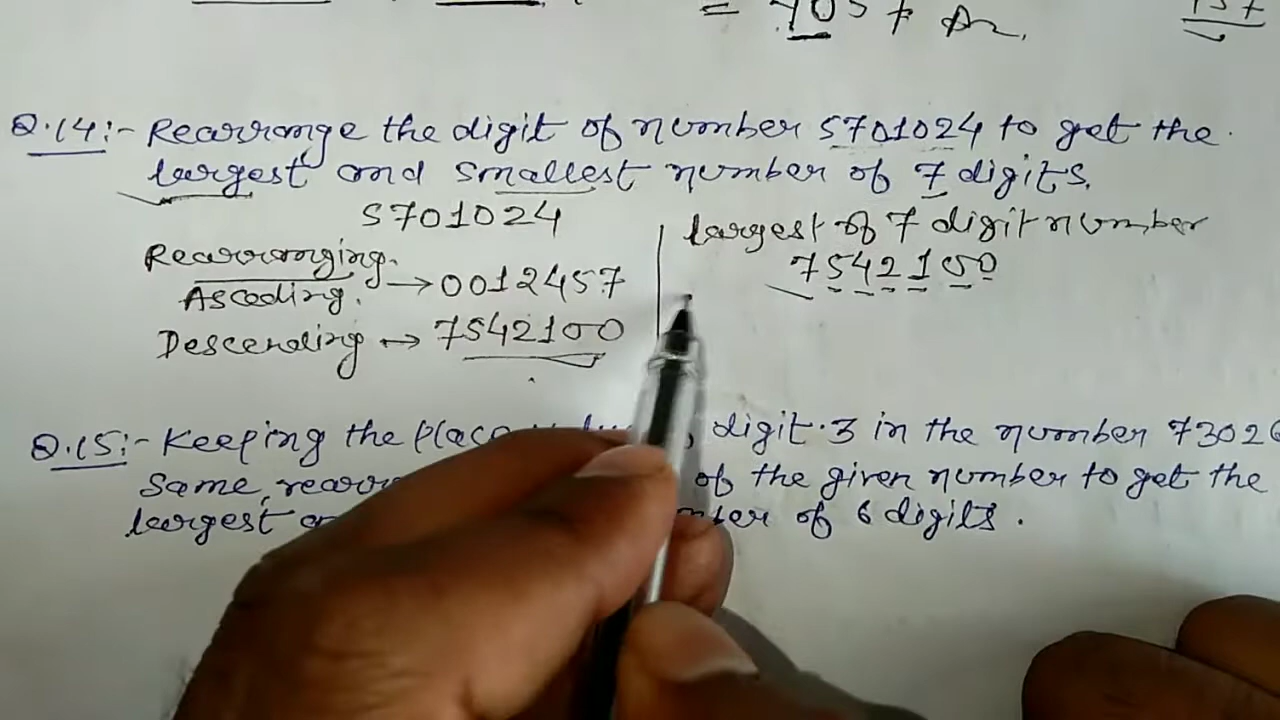 Q.14:- Rearrange the digit of number 5701024 to get the
largest and smallest number of 7 digits.
5701024
Rearranging.
Ascoding. → 0012457
Descending → 7542100
largest of 7 digit number
7542100
Q.15:- Keeping the place digit 3 in the number 7302
Same, of the given number to get the
largest of 6 digits.